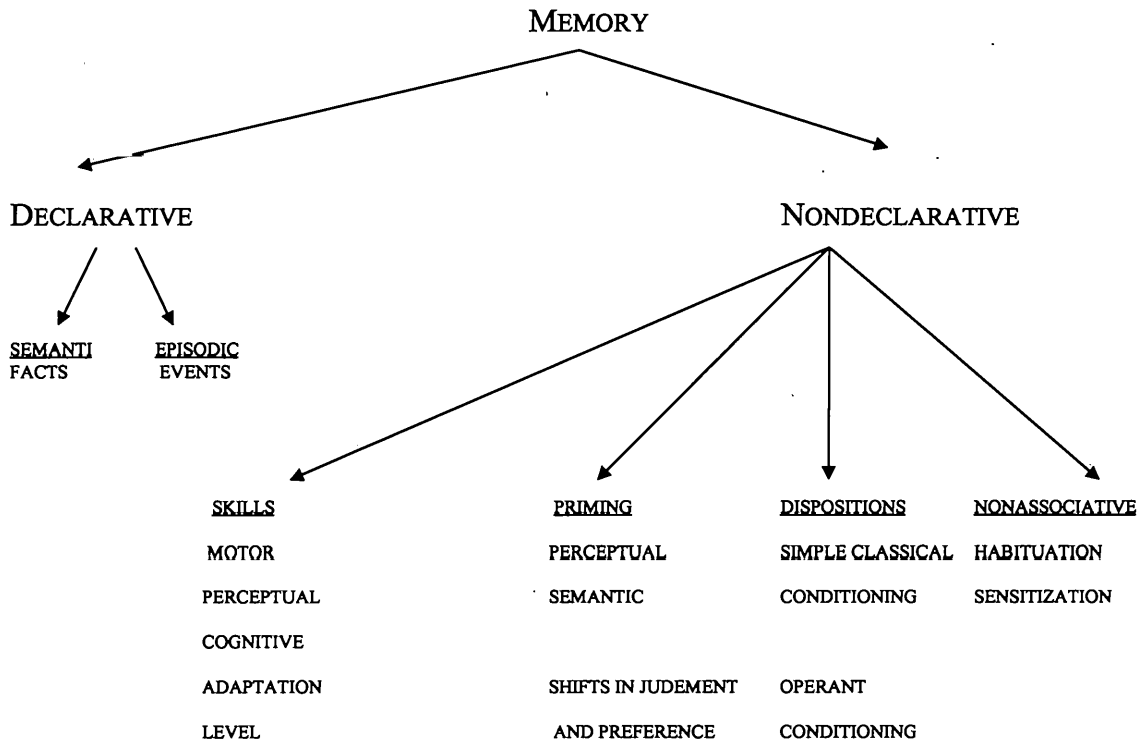 MEMORY
DECLARATIVE
NONDECLARATIVE
SEMANTI
FACTS
EPISODIC
EVENTS
SKILLS
MOTOR
PERCEPTUAL
COGNITIVE
ADAPTATION
LEVEL
PRIMING
PERCEPTUAL
SEMANTIC
SHIFTS IN JUDEMENT
AND PREFERENCE
DISPOSITIONS
SIMPLE CLASSICAL
CONDITIONING
OPERANT
CONDITIONING
NONASSOCIATIVE
HABITUATION
SENSITIZATION